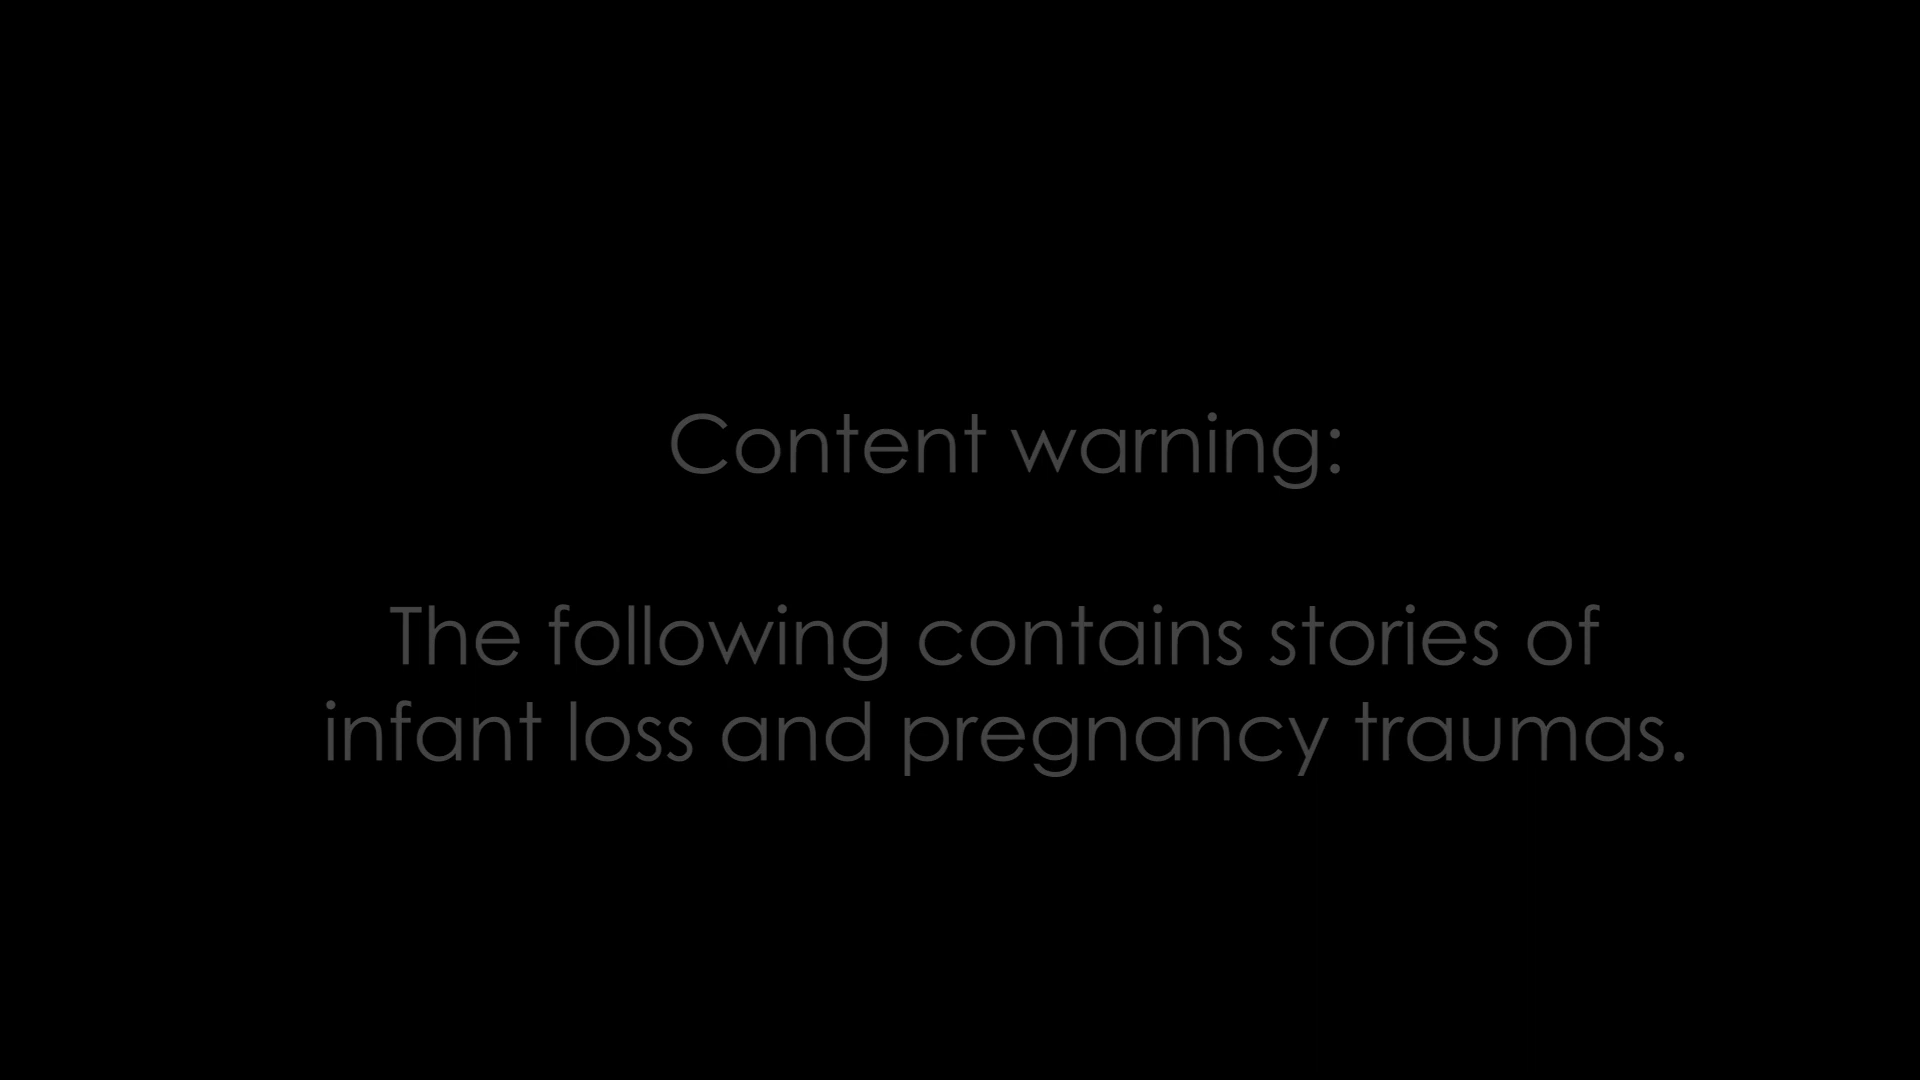 Content warning:
The following contains stories of
infant loss and pregnancy traumas.